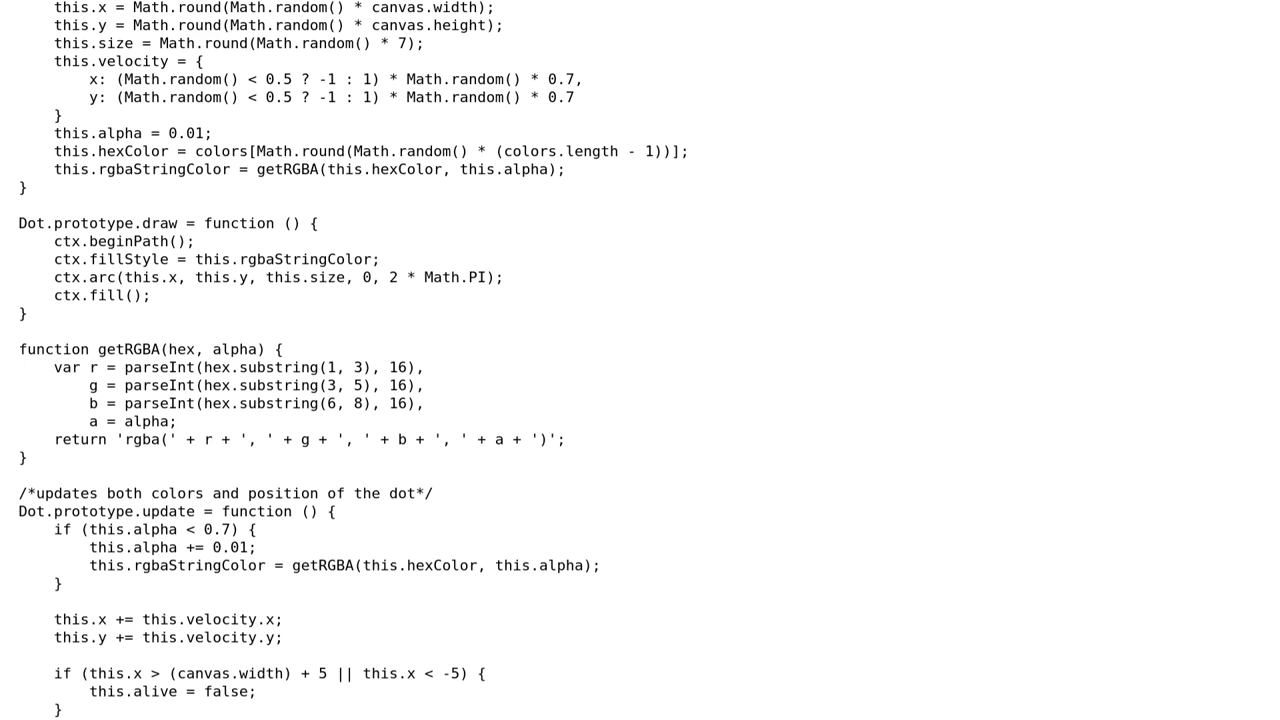 this.x = Math.round(Math.random() * canvas.width);
    this.y = Math.round(Math.random() * canvas.height);
    this.size = Math.round(Math.random() * 7);
    this.velocity = {
        x: (Math.random() < 0.5 ? -1 : 1) * Math.random() * 0.7,
        y: (Math.random() < 0.5 ? -1 : 1) * Math.random() * 0.7
    }
    this.alpha = 0.01;
    this.hexColor = colors[Math.round(Math.random() * (colors.length - 1))];
    this.rgbaStringColor = getRGBA(this.hexColor, this.alpha);
}

Dot.prototype.draw = function () {
    ctx.beginPath();
    ctx.fillStyle = this.rgbaStringColor;
    ctx.arc(this.x, this.y, this.size, 0, 2 * Math.PI);
    ctx.fill();
}

function getRGBA(hex, alpha) {
    var r = parseInt(hex.substring(1, 3), 16),
        g = parseInt(hex.substring(3, 5), 16),
        b = parseInt(hex.substring(6, 8), 16),
        a = alpha;
    return 'rgba(' + r + ', ' + g + ', ' + b + ', ' + a + ')';
}

/*updates both colors and position of the dot*/
Dot.prototype.update = function () {
    if (this.alpha < 0.7) {
        this.alpha += 0.01;
        this.rgbaStringColor = getRGBA(this.hexColor, this.alpha);
    }

    this.x += this.velocity.x;
    this.y += this.velocity.y;

    if (this.x > (canvas.width) + 5 || this.x < -5) {
        this.alive = false;
    }